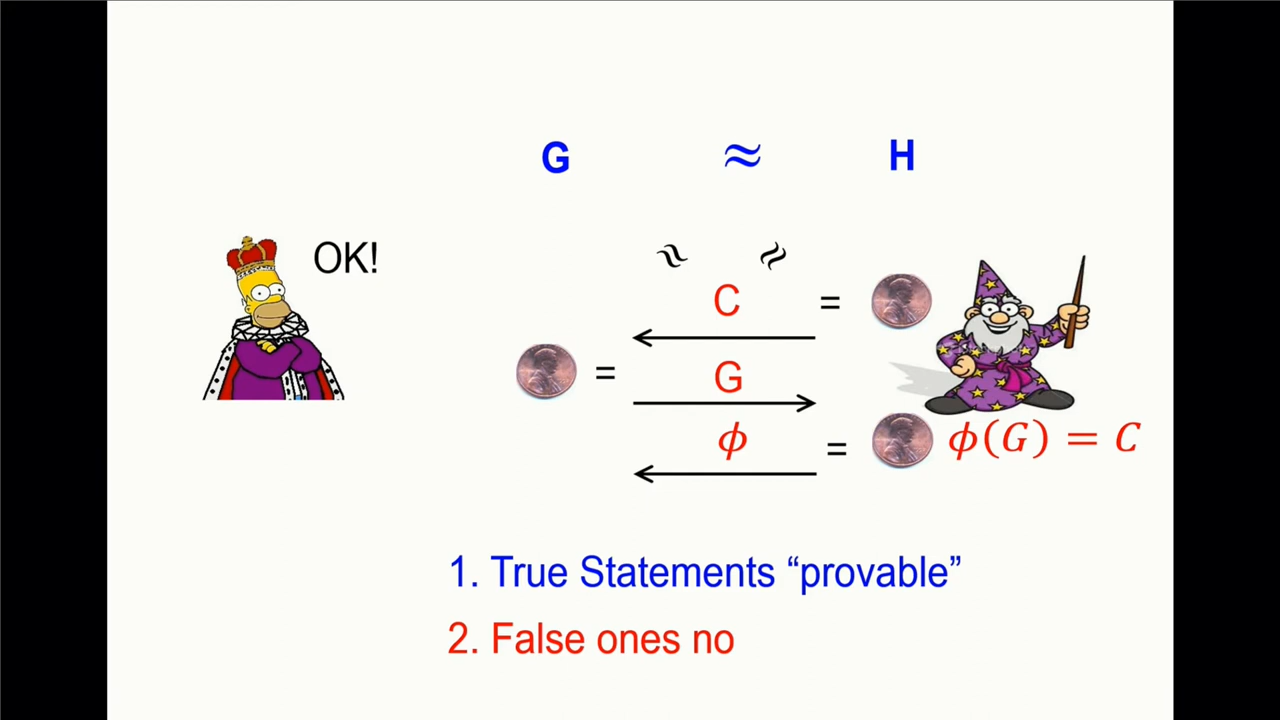 G ≈ H
OK!
≈ ≈
C =
= G
ϕ = ϕ(G) = C
1. True Statements “provable”
2. False ones no